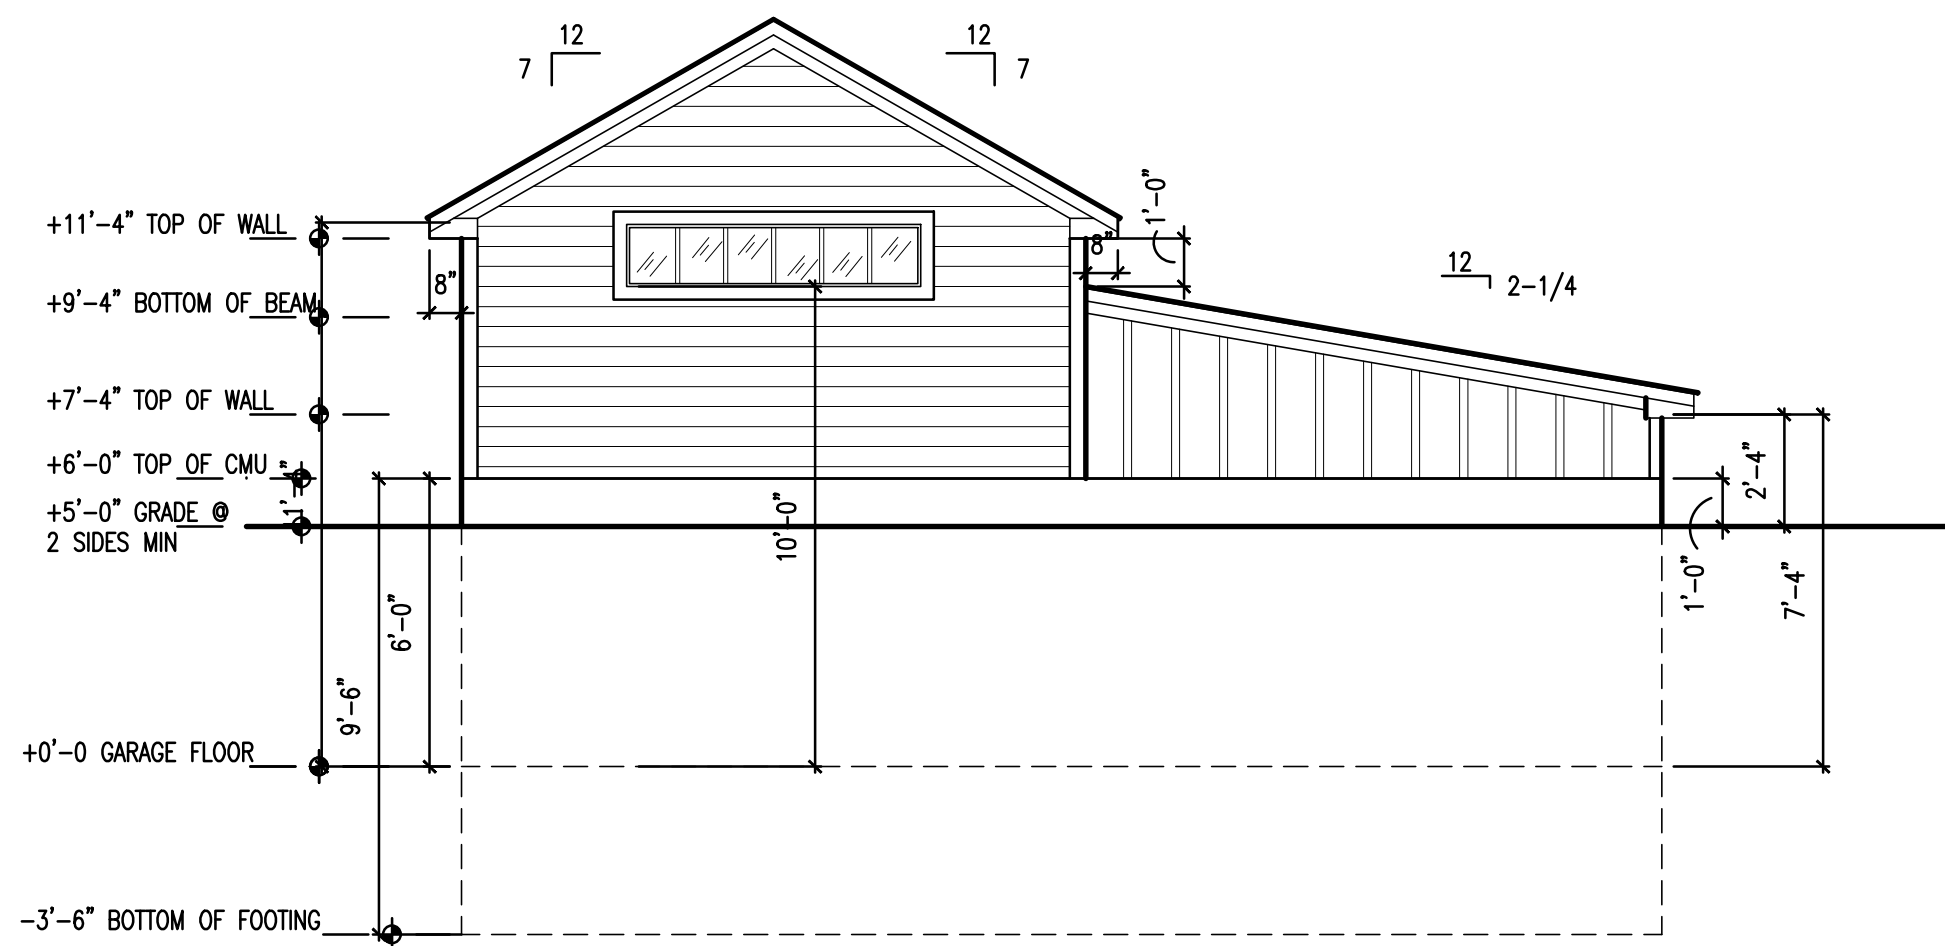 12
7
12
7
1'-0"
+11'-4" TOP OF WALL
8"
12
2-1/4
8"
+9'-4" BOTTOM OF BEAM
+7'-4" TOP OF WALL
+6'-0" TOP OF CMU
2'-4"
+5'-0" GRADE @
2 SIDES MIN
10'-0"
1'-0"
7'-4"
6'-0"
9'-6"
+0'-0 GARAGE FLOOR
-3'-6" BOTTOM OF FOOTING